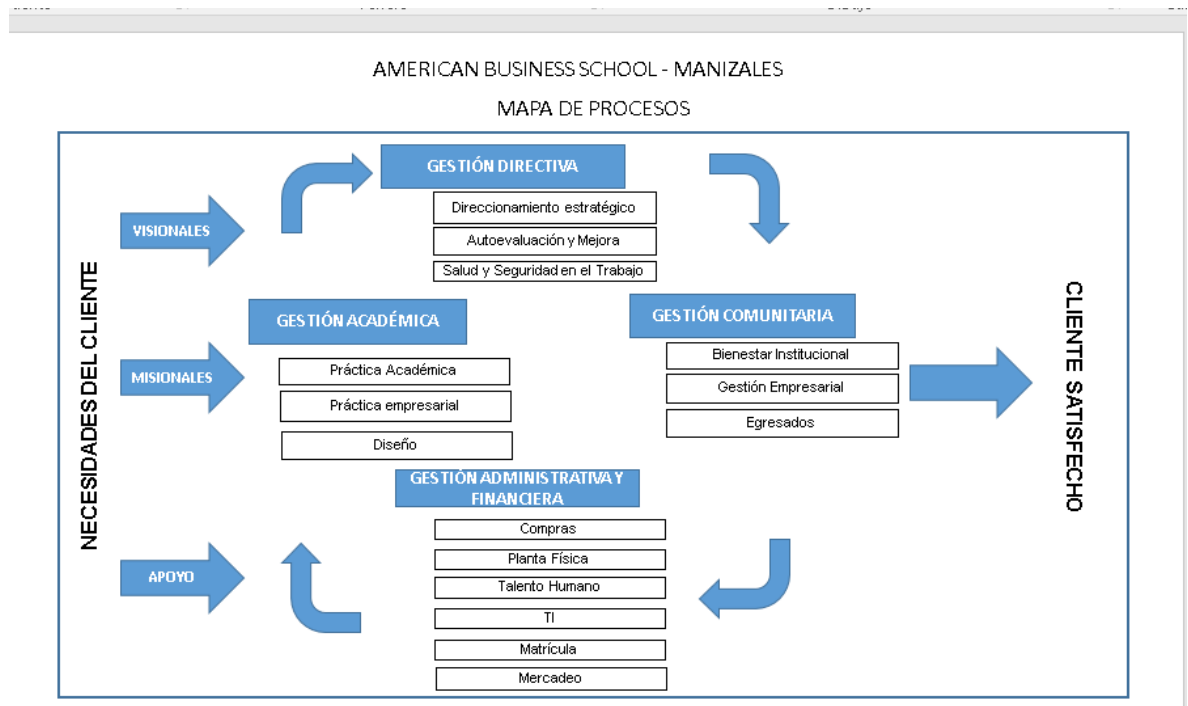 AMERICAN BUSINESS SCHOOL - MANIZALES
MAPA DE PROCESOS
NECESIDADES DEL CLIENTE
VISIONALES
GESTIÓN DIRECTIVA
Direccionamiento estratégico
Autoevaluación y Mejora
Salud y Seguridad en el Trabajo
MISIONALES
GESTIÓN ACADÉMICA
Práctica Académica
Práctica empresarial
Diseño
GESTIÓN COMUNITARIA
Bienestar Institucional
Gestión Empresarial
Egresados
APOYO
GESTIÓN ADMINISTRATIVA Y
FINANCIERA
Compras
Planta Física
Talento Humano
TI
Matrícula
Mercadeo
CLIENTE SATISFECHO